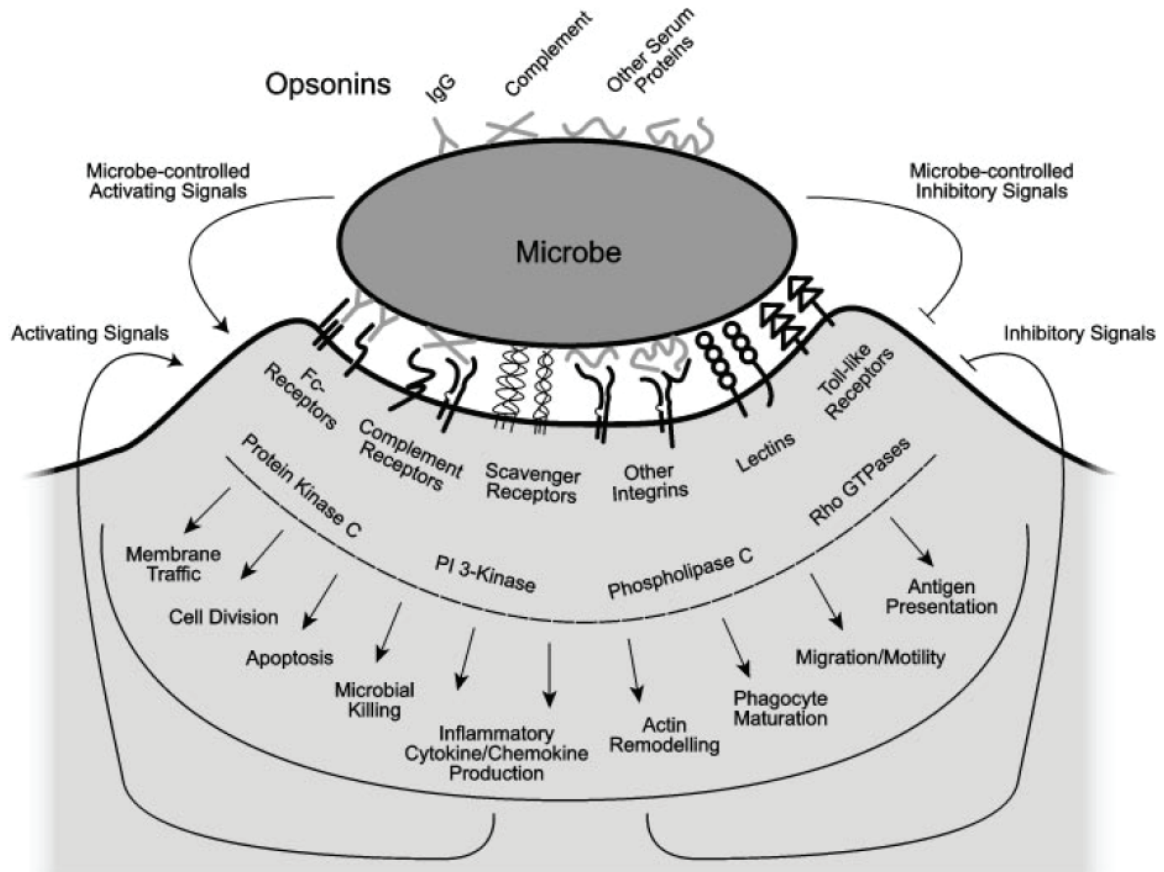 Opsonins
IgG
Complement
Other Serum
Proteins
Microbe-controlled
Activating Signals
Microbe-controlled
Inhibitory Signals
Microbe
Activating Signals
Inhibitory Signals
Fc-
Receptors
Complement
Receptors
Scavenger
Receptors
Other
Integrins
Lectins
Toll-like
Receptors
Protein Kinase C
PI 3-Kinase
Phospholipase C
Rho GTPases
Membrane
Traffic
Cell Division
Apoptosis
Microbial
Killing
Inflammatory
Cytokine/Chemokine
Production
Actin
Remodelling
Phagocyte
Maturation
Migration/Motility
Antigen
Presentation